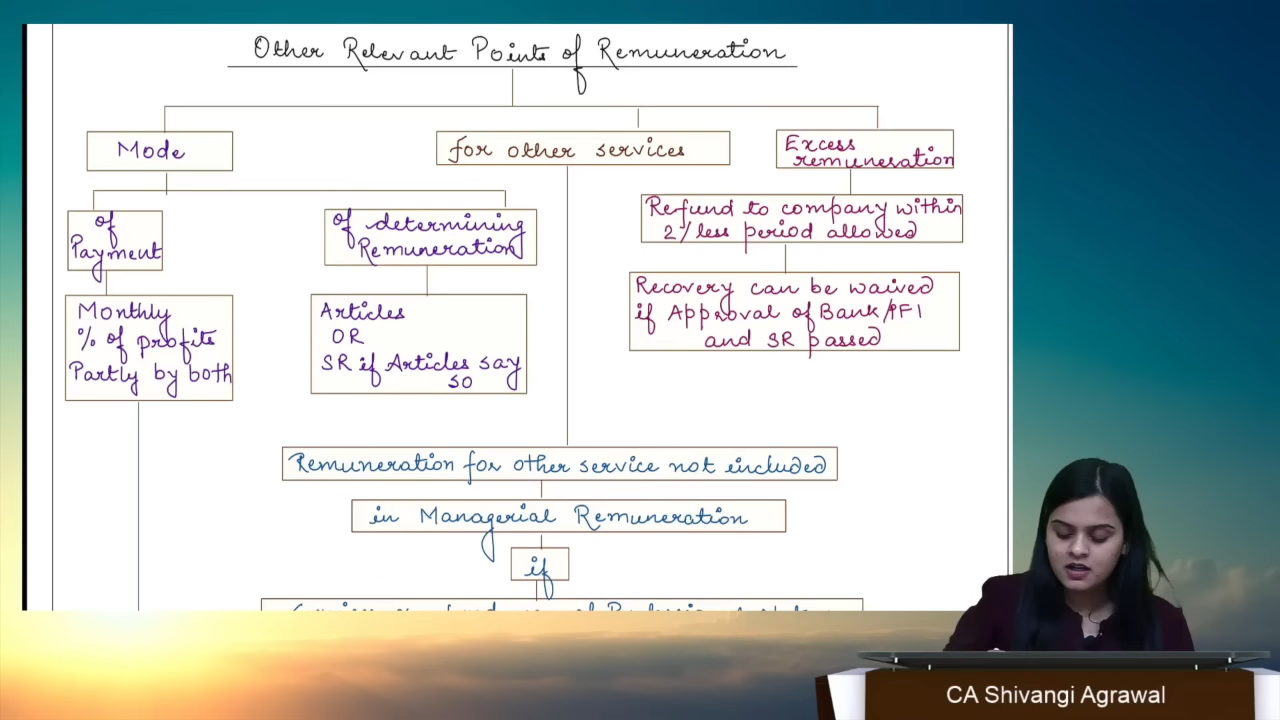 Other Relevant Points of Remuneration
Mode
for other services
Excess
remuneration
of
Payment
of determining
Remuneration
Refund to company within
2/less period allowed
Monthly
% of profits
Partly by both
Articles
OR
SR if Articles say
so
Recovery can be waived
if Approval of Bank/PFI
and SR passed
Remuneration for other service not included
in Managerial Remuneration
if
CA Shivangi Agrawal